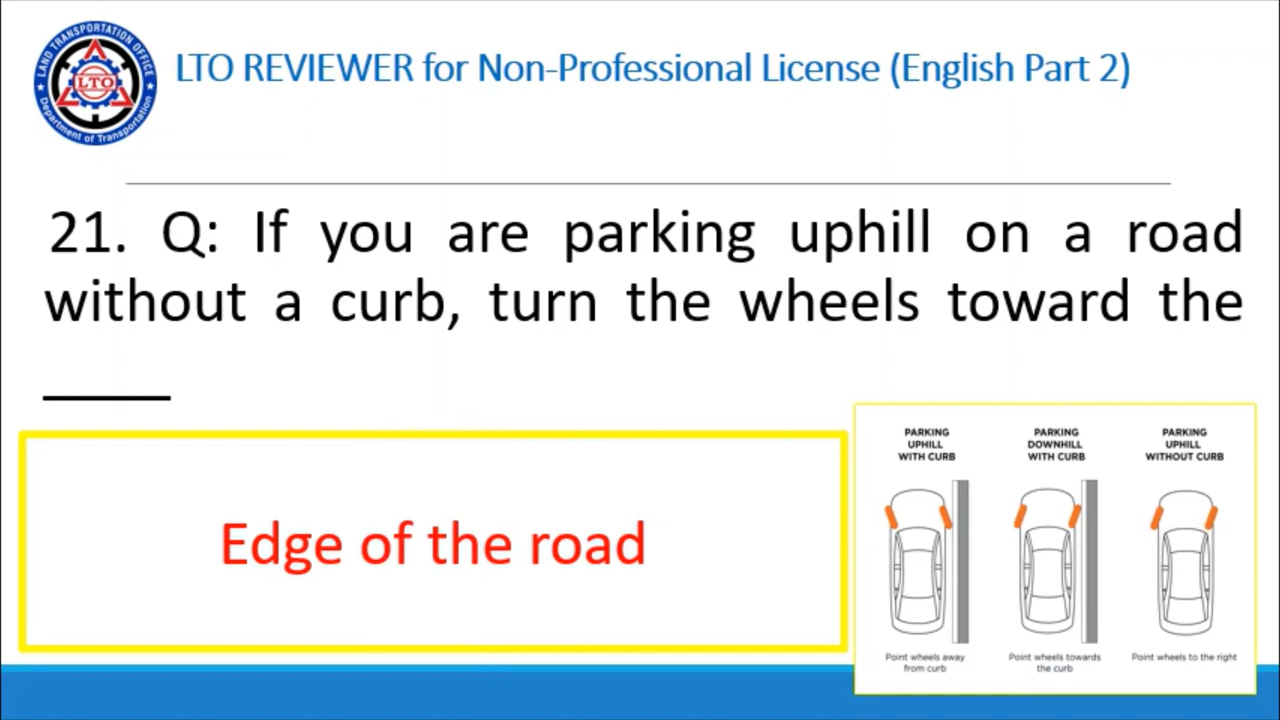 LAND TRANSPORTATION OFFICE
LTO
Department of Transportation
LTO REVIEWER for Non-Professional License (English Part 2)
21. Q: If you are parking uphill on a road
without a curb, turn the wheels toward the
_____
Edge of the road
PARKING
UPHILL
WITH CURB
Point wheels away
from curb
PARKING
DOWNHILL
WITH CURB
Point wheels towards
the curb
PARKING
UPHILL
WITHOUT CURB
Point wheels to the right